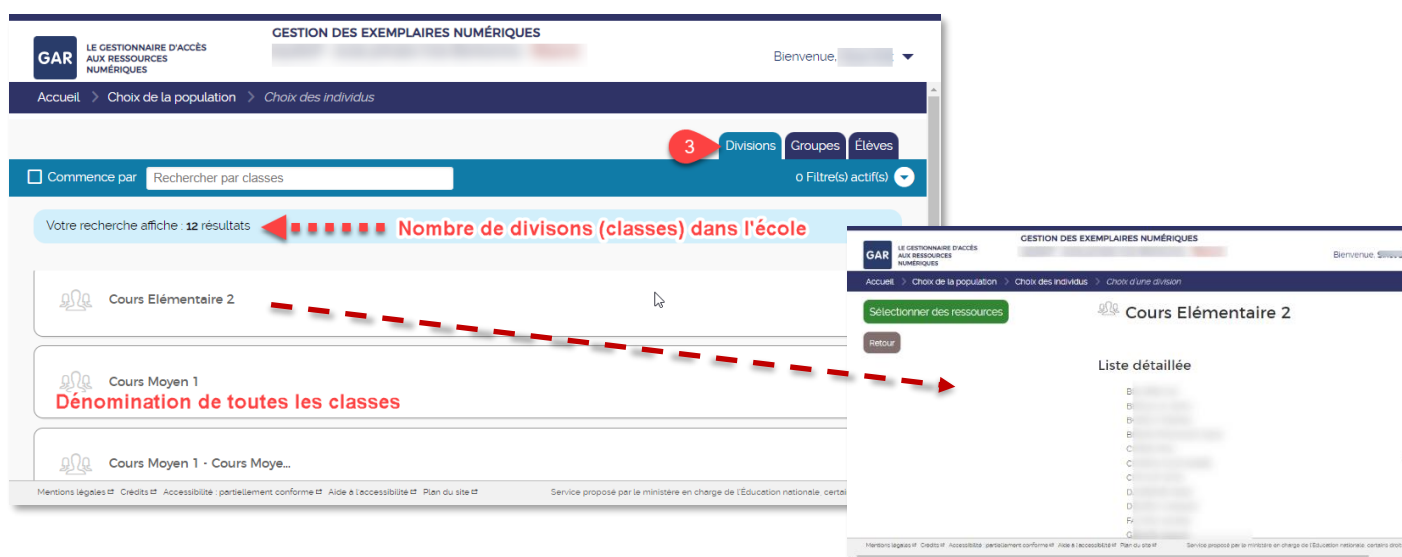 GESTION DES EXEMPLAIRES NUMÉRIQUES
GAR
LE GESTIONNAIRE D'ACCÈS
AUX RESSOURCES
NUMÉRIQUES
Bienvenue,
Accueil > Choix de la population > Choix des individus
3
Divisions Groupes Élèves
Commence par Rechercher par classes
0 Filtre(s) actif(s)
Votre recherche affiche : 12 résultats
Nombre de divisons (classes) dans l'école
Cours Elémentaire 2
Cours Moyen 1
Dénomination de toutes les classes
Cours Moyen 1 - Cours Moye...
Mentions légales Crédits Accessibilité : partiellement conforme Aide à l'accessibilité Plan du site
Service proposé par le ministère en charge de l'Éducation nationale, certai
GESTION DES EXEMPLAIRES NUMÉRIQUES
GAR
LE GESTIONNAIRE D'ACCÈS
AUX RESSOURCES
NUMÉRIQUES
Bienvenue,
Accueil > Choix de la population > Choix des individus > Choix d'une division
Sélectionner des ressources
Cours Elémentaire 2
Retour
Liste détaillée
Mentions légales Crédits Accessibilité : partiellement conforme Aide à l'accessibilité Plan du site
Service proposé par le ministère en charge de l'Éducation nationale, certains droit